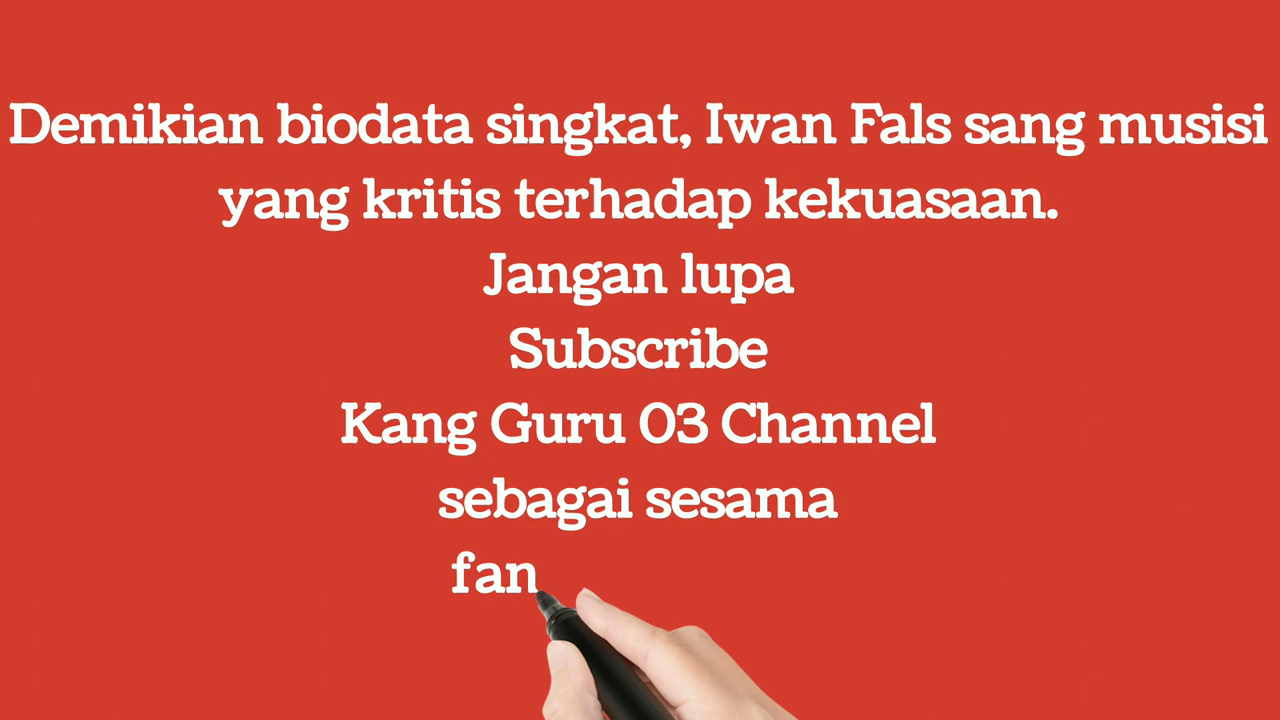 Demikian biodata singkat, Iwan Fals sang musisi
yang kritis terhadap kekuasaan.
Jangan lupa
Subscribe
Kang Guru 03 Channel
sebagai sesama
fan